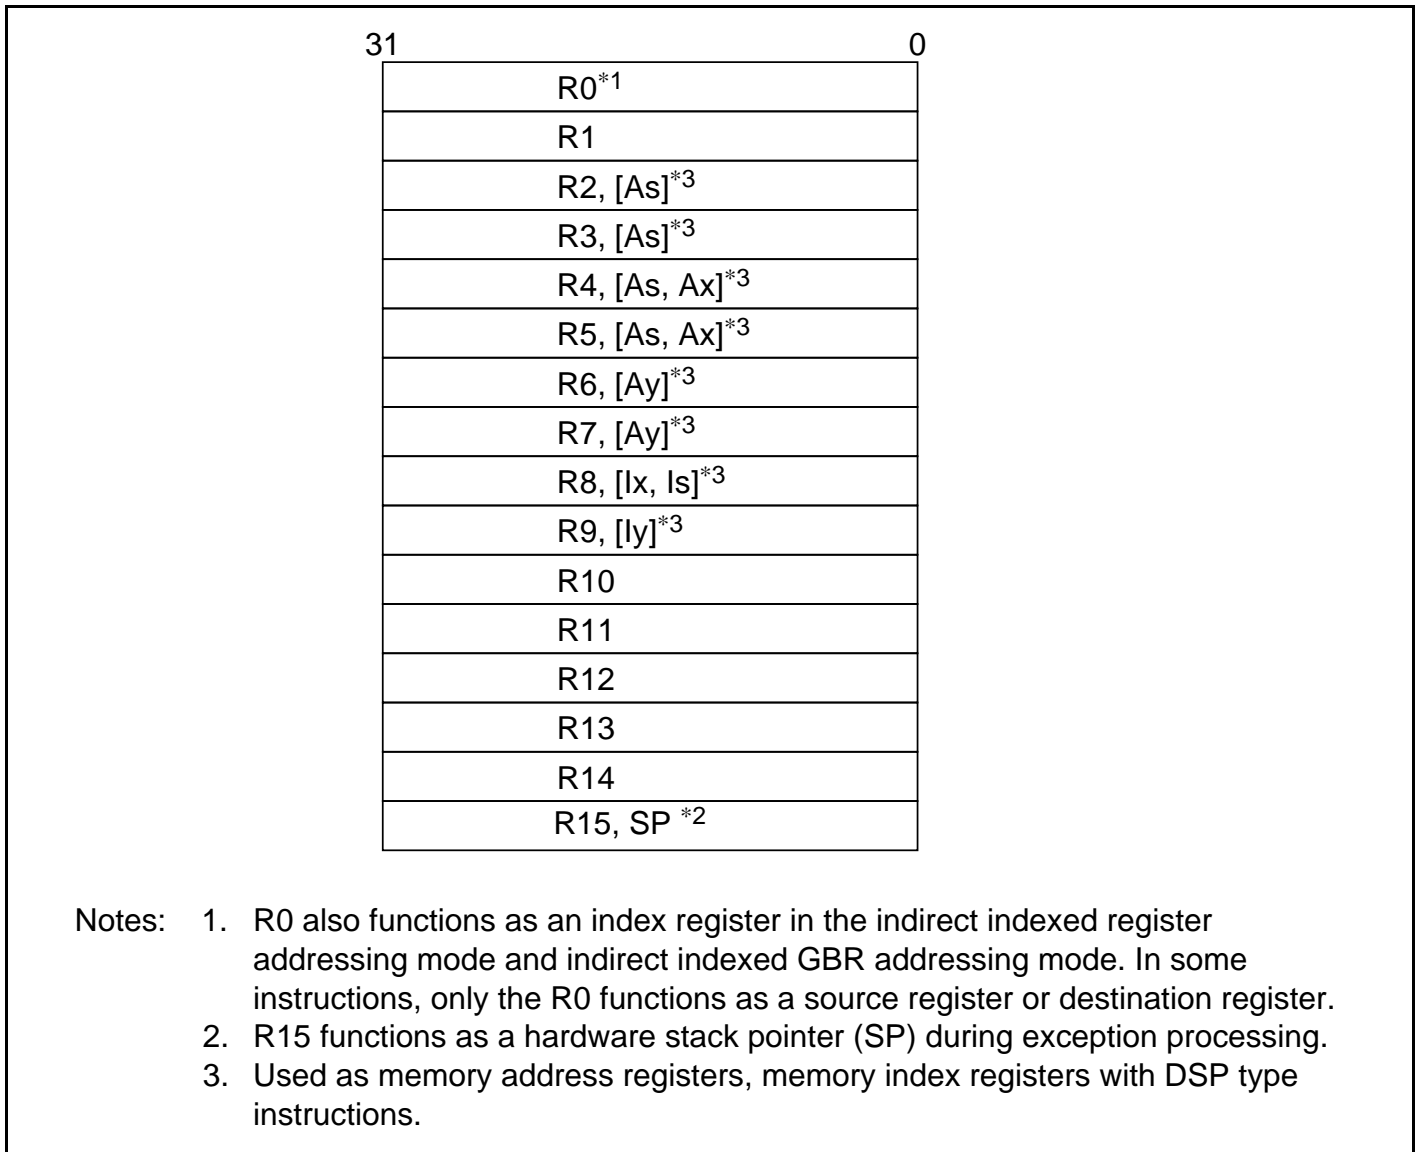 31 0
R0*1
R1
R2, [As]*3
R3, [As]*3
R4, [As, Ax]*3
R5, [As, Ax]*3
R6, [Ay]*3
R7, [Ay]*3
R8, [Ix, Is]*3
R9, [Iy]*3
R10
R11
R12
R13
R14
R15, SP *2
Notes: 1. R0 also functions as an index register in the indirect indexed register
addressing mode and indirect indexed GBR addressing mode. In some
instructions, only the R0 functions as a source register or destination register.
2. R15 functions as a hardware stack pointer (SP) during exception processing.
3. Used as memory address registers, memory index registers with DSP type
instructions.